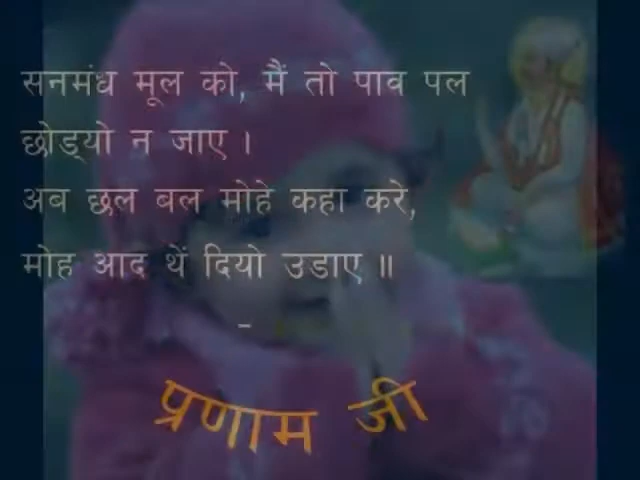 सनमंध मूल को, मैं तो पाव पल
छोड्यो न जाए ।
अब छल बल मोहे कहा करे,
मोह आद थें दियो उडाए ॥
–
प्रणाम जी